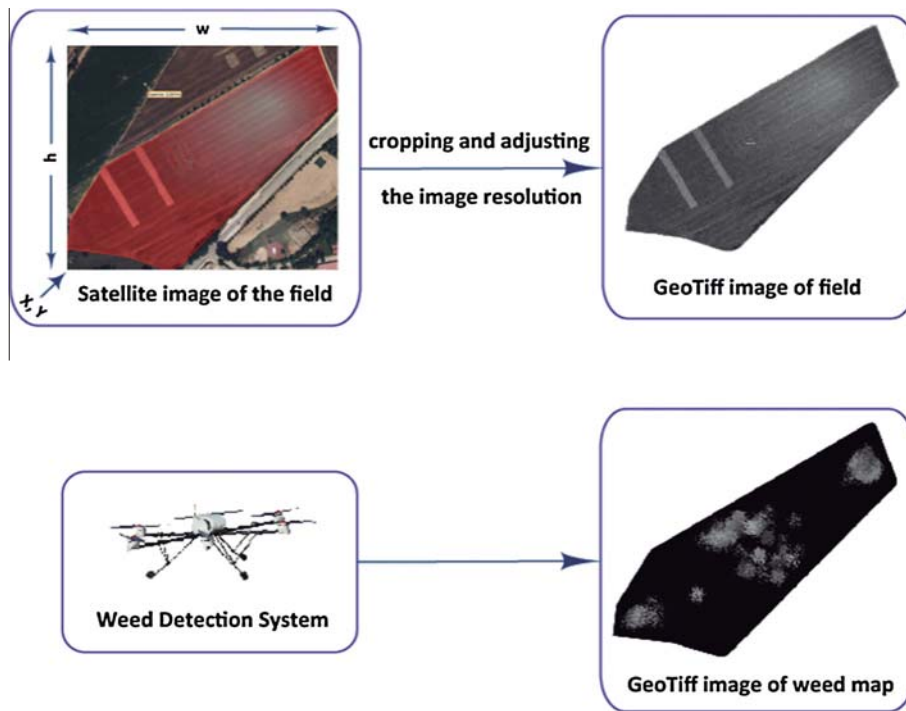 w
h
X, Y
Satellite image of the field
cropping and adjusting
the image resolution
GeoTiff image of field
Weed Detection System
GeoTiff image of weed map